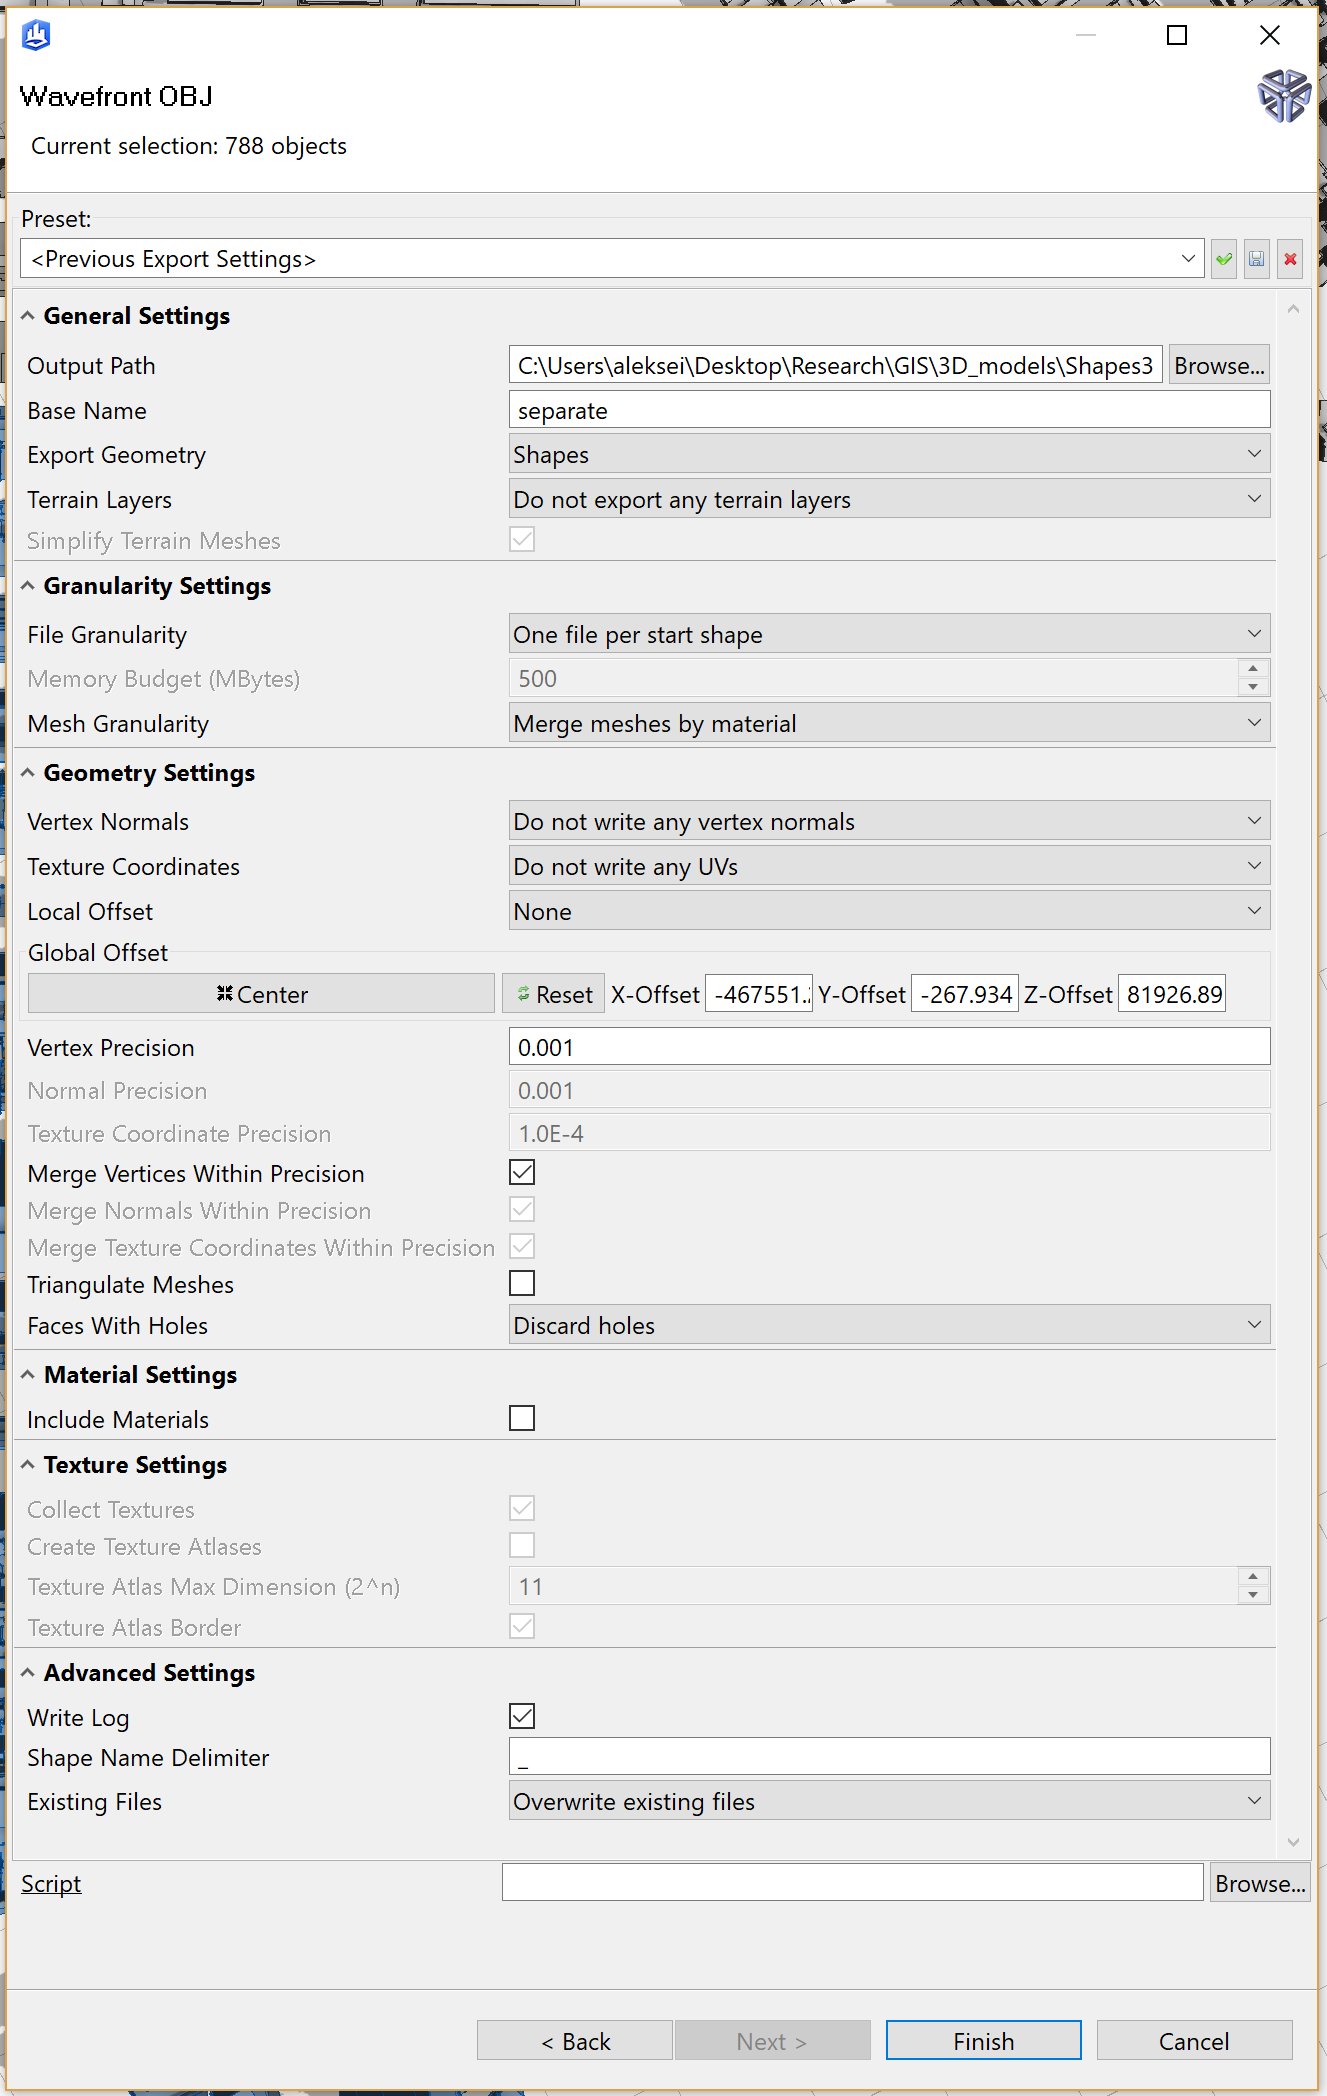 Wavefront OBJ
Current selection: 788 objects
Preset:
<Previous Export Settings>
General Settings
Output Path C:\Users\aleksei\Desktop\Research\GIS\3D_models\Shapes3 Browse...
Base Name separate
Export Geometry Shapes
Terrain Layers Do not export any terrain layers
Simplify Terrain Meshes
Granularity Settings
File Granularity One file per start shape
Memory Budget (MBytes) 500
Mesh Granularity Merge meshes by material
Geometry Settings
Vertex Normals Do not write any vertex normals
Texture Coordinates Do not write any UVs
Local Offset None
Global Offset
Center Reset X-Offset -467551. Y-Offset -267.934 Z-Offset 81926.89
Vertex Precision 0.001
Normal Precision 0.001
Texture Coordinate Precision 1.0E-4
Merge Vertices Within Precision
Merge Normals Within Precision
Merge Texture Coordinates Within Precision
Triangulate Meshes
Faces With Holes Discard holes
Material Settings
Include Materials
Texture Settings
Collect Textures
Create Texture Atlases
Texture Atlas Max Dimension (2^n) 11
Texture Atlas Border
Advanced Settings
Write Log
Shape Name Delimiter _
Existing Files Overwrite existing files
Script Browse...
< Back Next > Finish Cancel